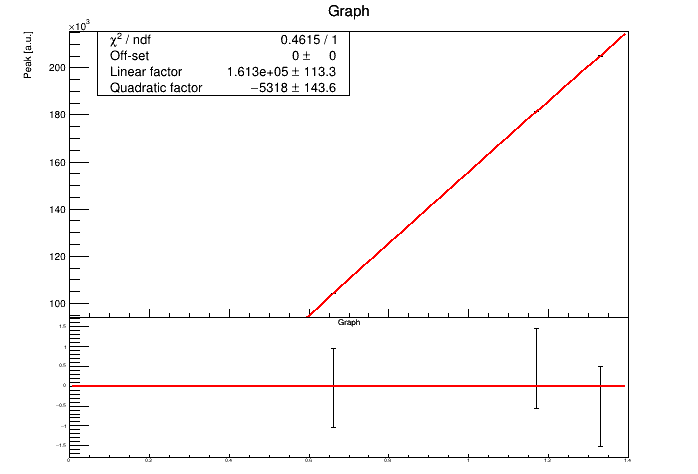 Graph
×10³
Peak [a.u.]
χ² / ndf 0.4615 / 1
Off-set 0 ± 0
Linear factor 1.613e+05 ± 113.3
Quadratic factor −5318 ± 143.6
200
180
160
140
120
100
Graph
1.5
1
0.5
0
−0.5
−1
−1.5
0 0.2 0.4 0.6 0.8 1 1.2 1.4